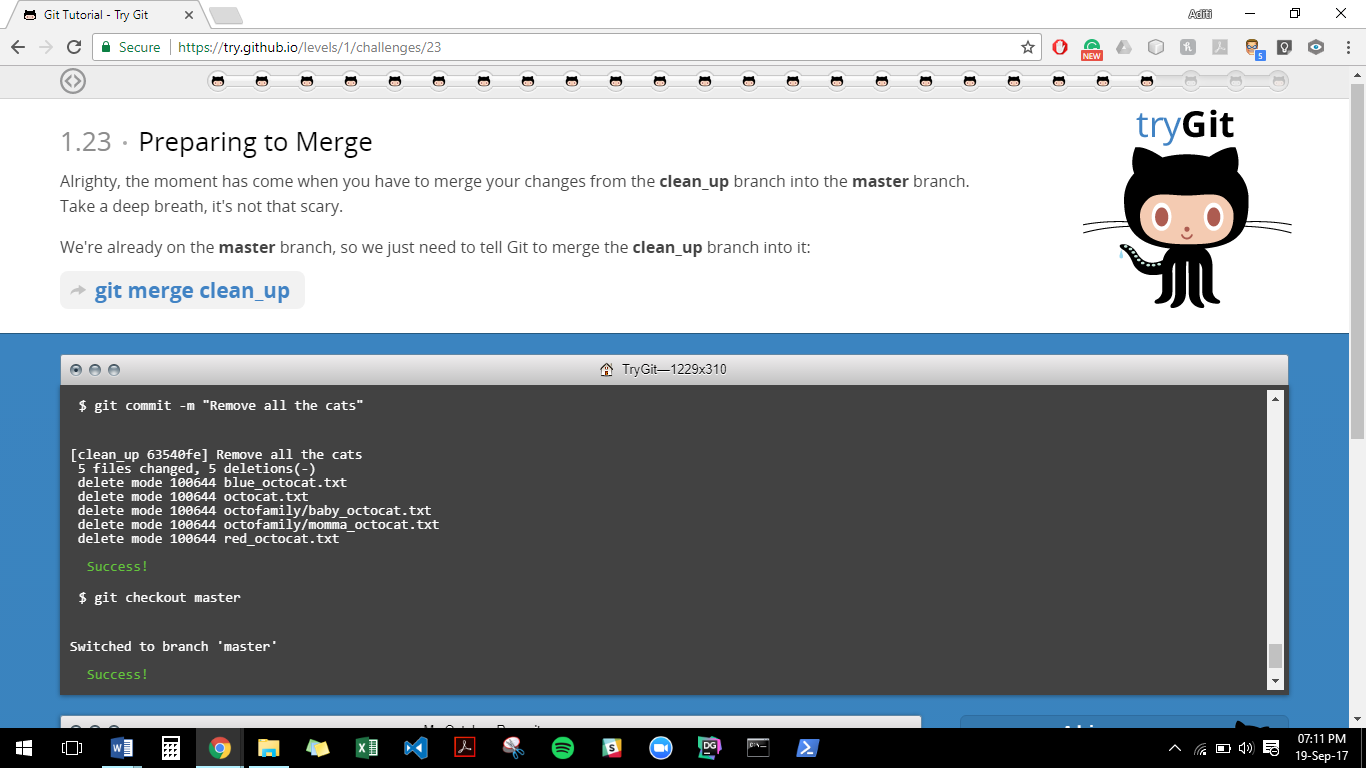 Git Tutorial - Try Git
Aditi
Secure
https://try.github.io/levels/1/challenges/23
NEW
5
1.23 · Preparing to Merge
tryGit
Alrighty, the moment has come when you have to merge your changes from the clean_up branch into the master branch.
Take a deep breath, it's not that scary.
We're already on the master branch, so we just need to tell Git to merge the clean_up branch into it:
git merge clean_up
TryGit—1229x310
$ git commit -m "Remove all the cats"
[clean_up 63540fe] Remove all the cats
5 files changed, 5 deletions(-)
delete mode 100644 blue_octocat.txt
delete mode 100644 octocat.txt
delete mode 100644 octofamily/baby_octocat.txt
delete mode 100644 octofamily/momma_octocat.txt
delete mode 100644 red_octocat.txt
Success!
$ git checkout master
Switched to branch 'master'
Success!
07:11 PM
19-Sep-17